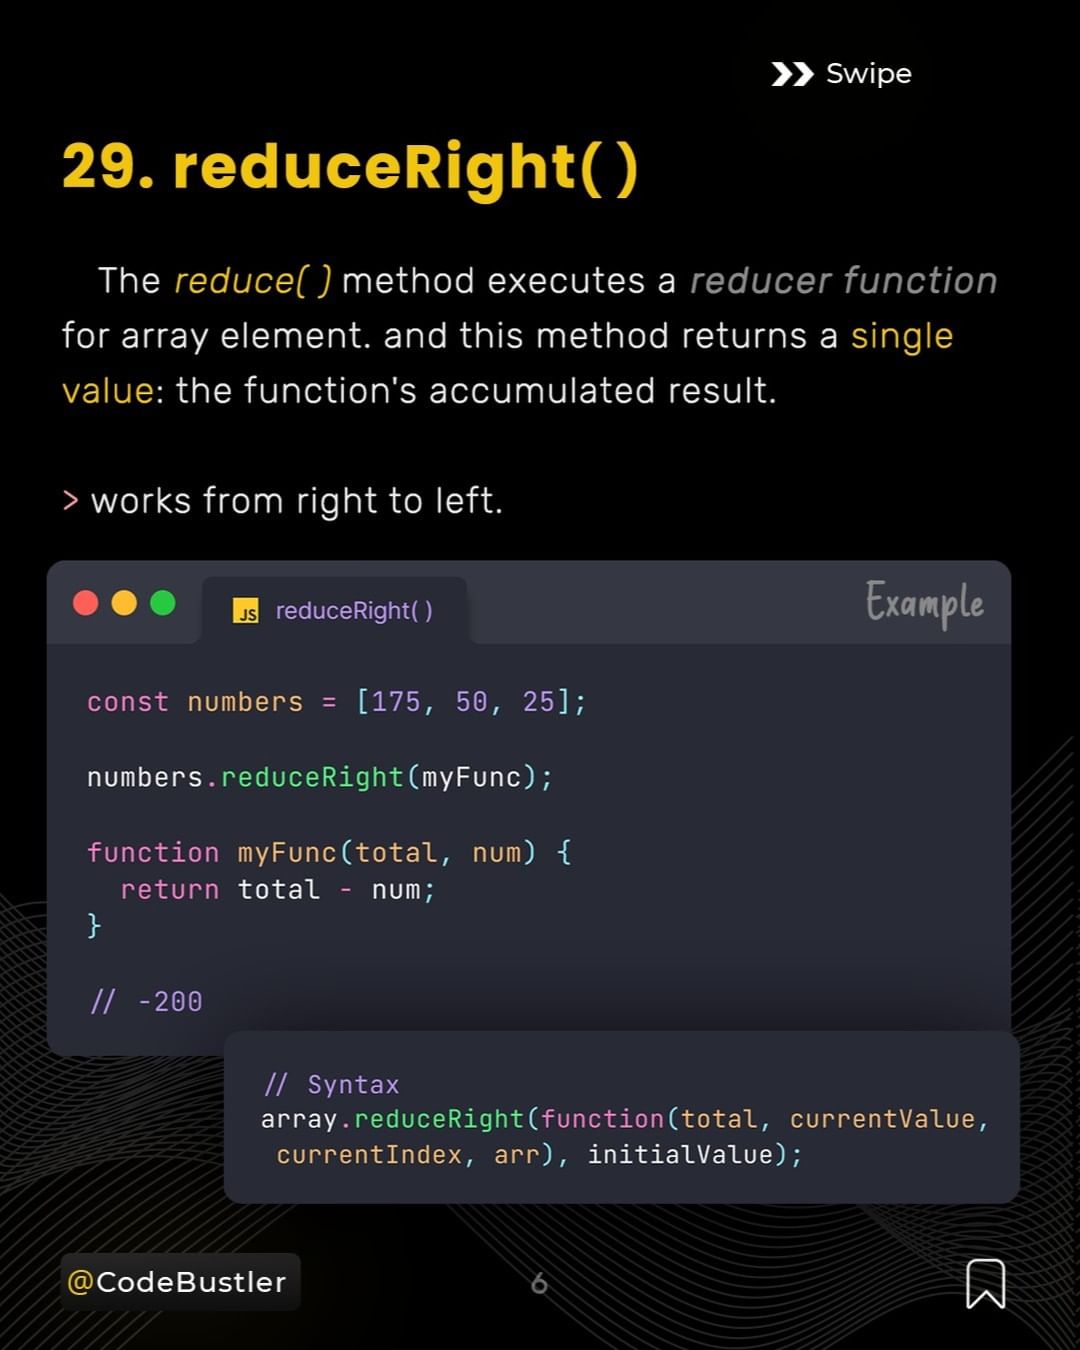 Swipe
29. reduceRight( )
The reduce( ) method executes a reducer function
for array element. and this method returns a single
value: the function's accumulated result.
> works from right to left.
JS reduceRight( )
Example
const numbers = [175, 50, 25];
numbers.reduceRight(myFunc);
function myFunc(total, num) {
  return total - num;
}
// -200
// Syntax
array.reduceRight(function(total, currentValue,
 currentIndex, arr), initialValue);
@CodeBustler
6